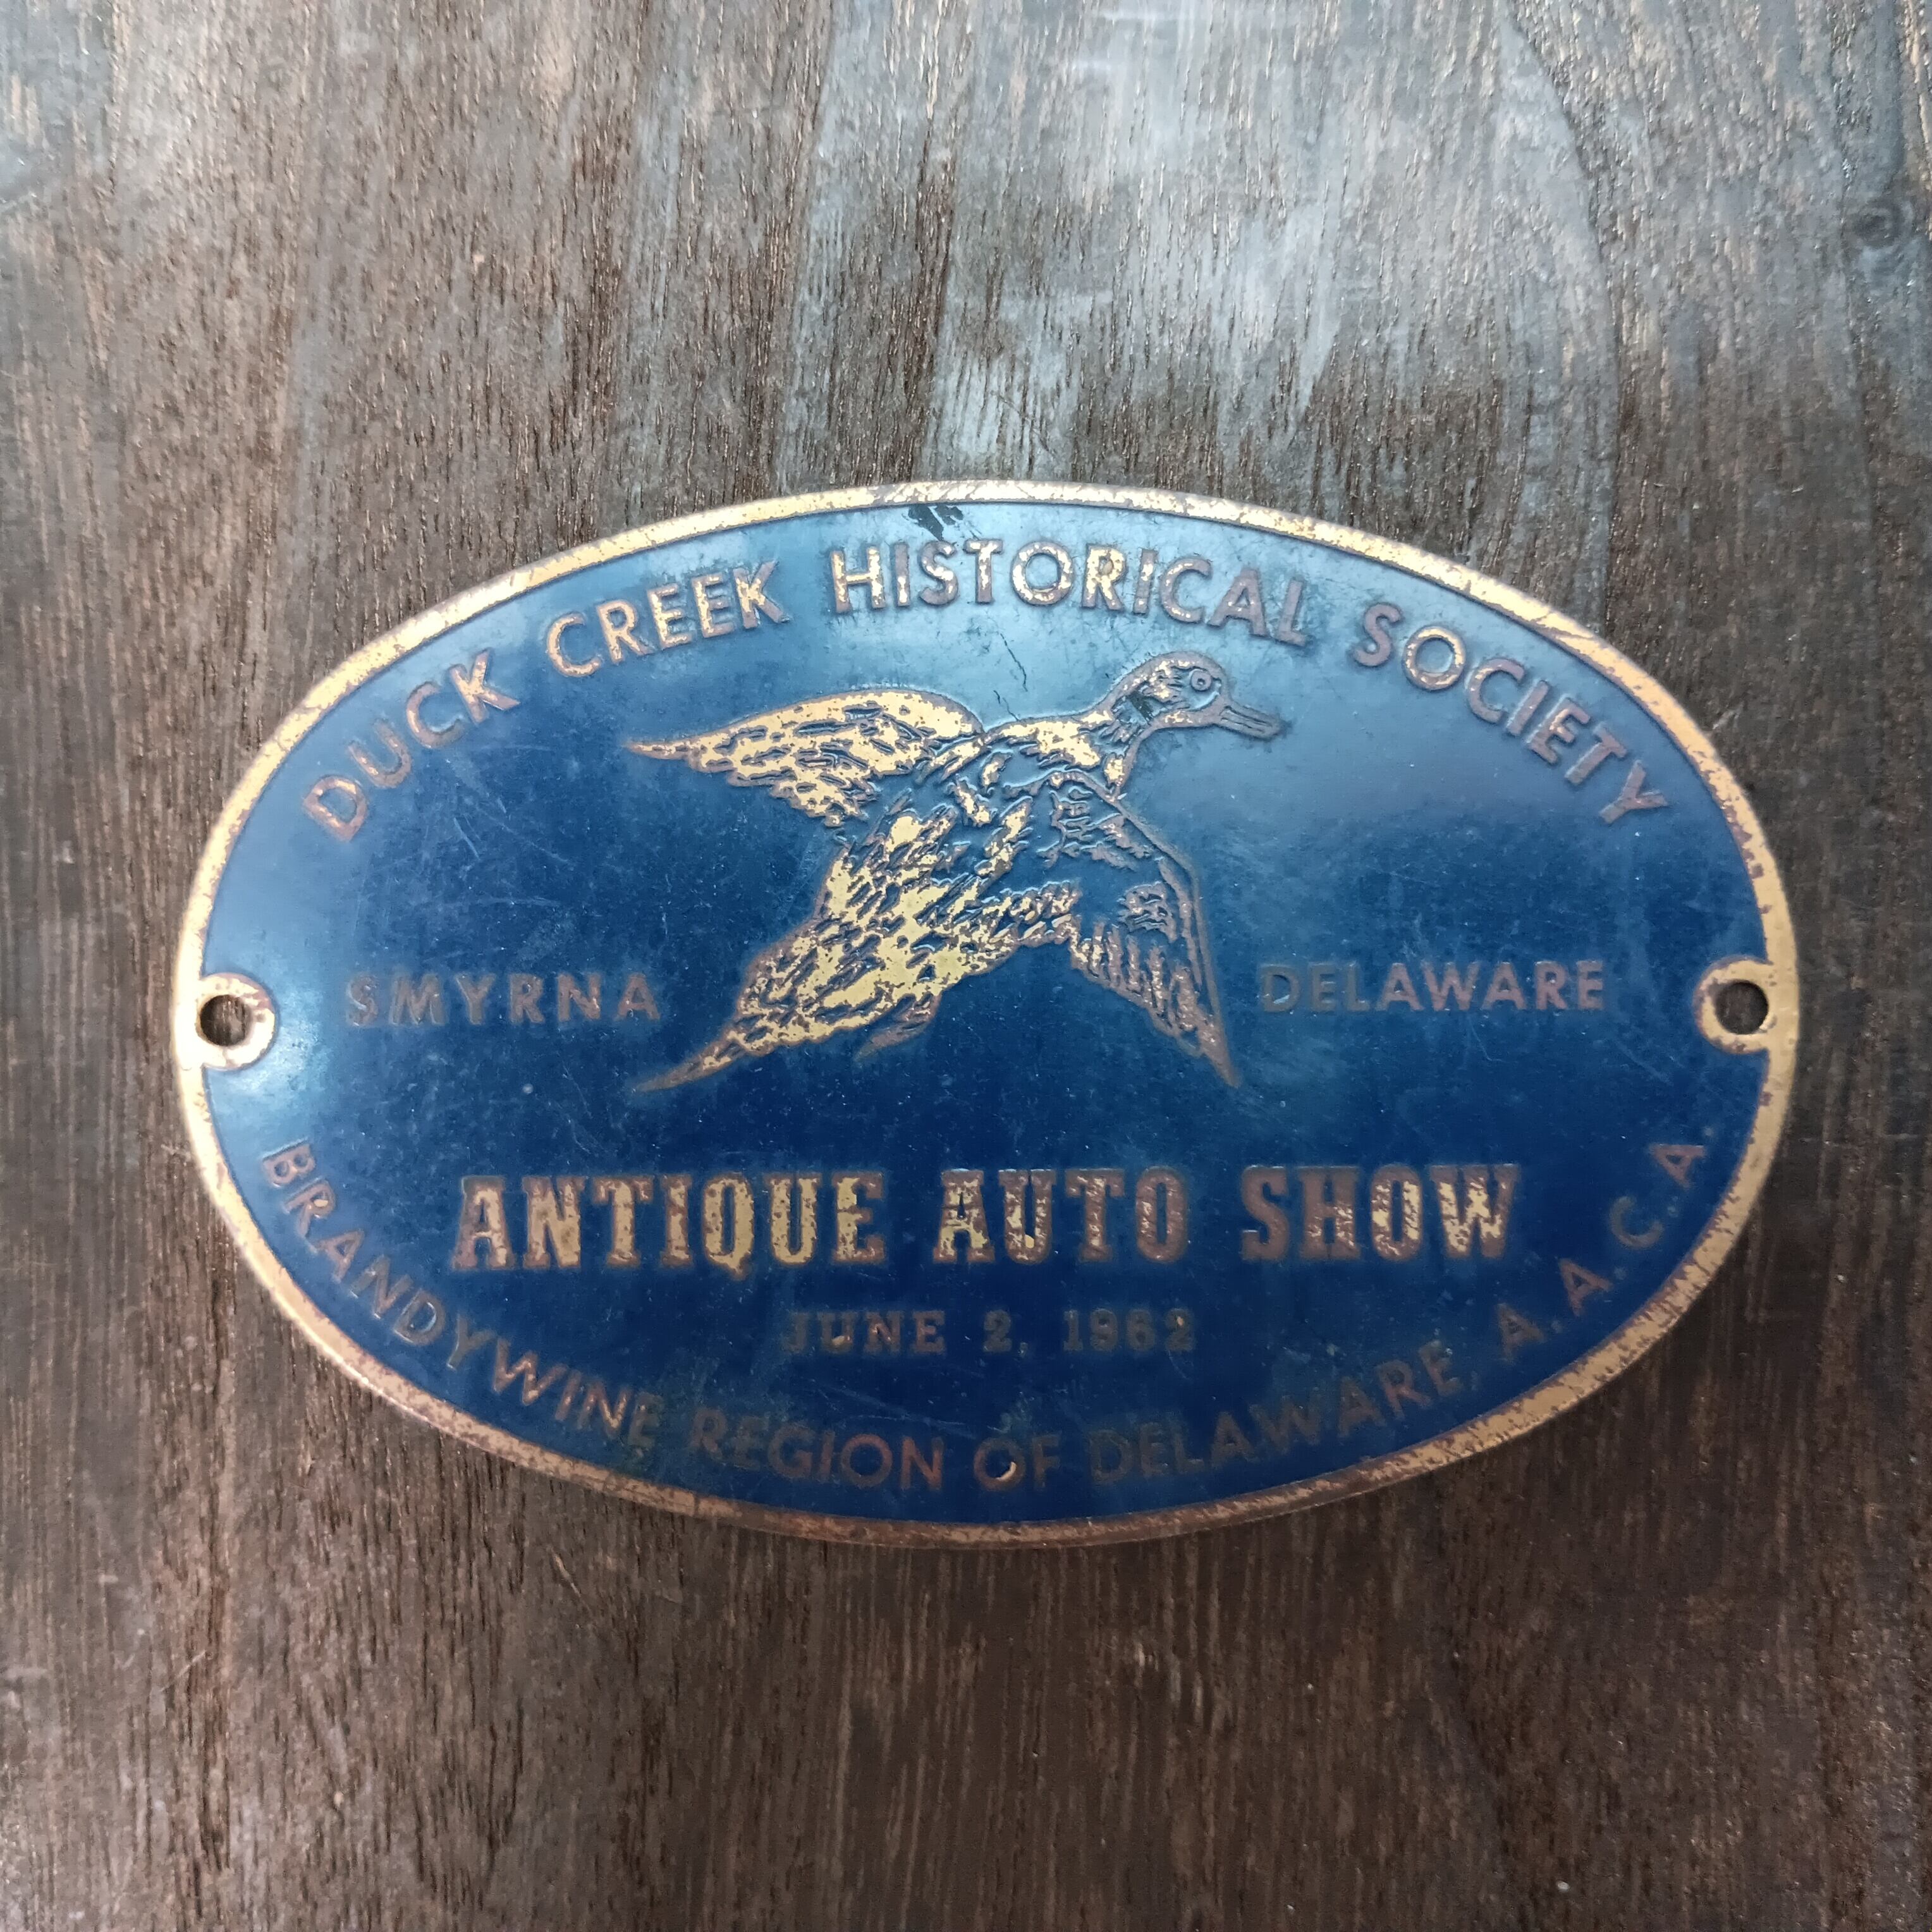 DUCK CREEK HISTORICAL SOCIETY
SMYRNA DELAWARE
ANTIQUE AUTO SHOW
JUNE 2, 1962
BRANDYWINE REGION OF DELAWARE, A.A.C.A